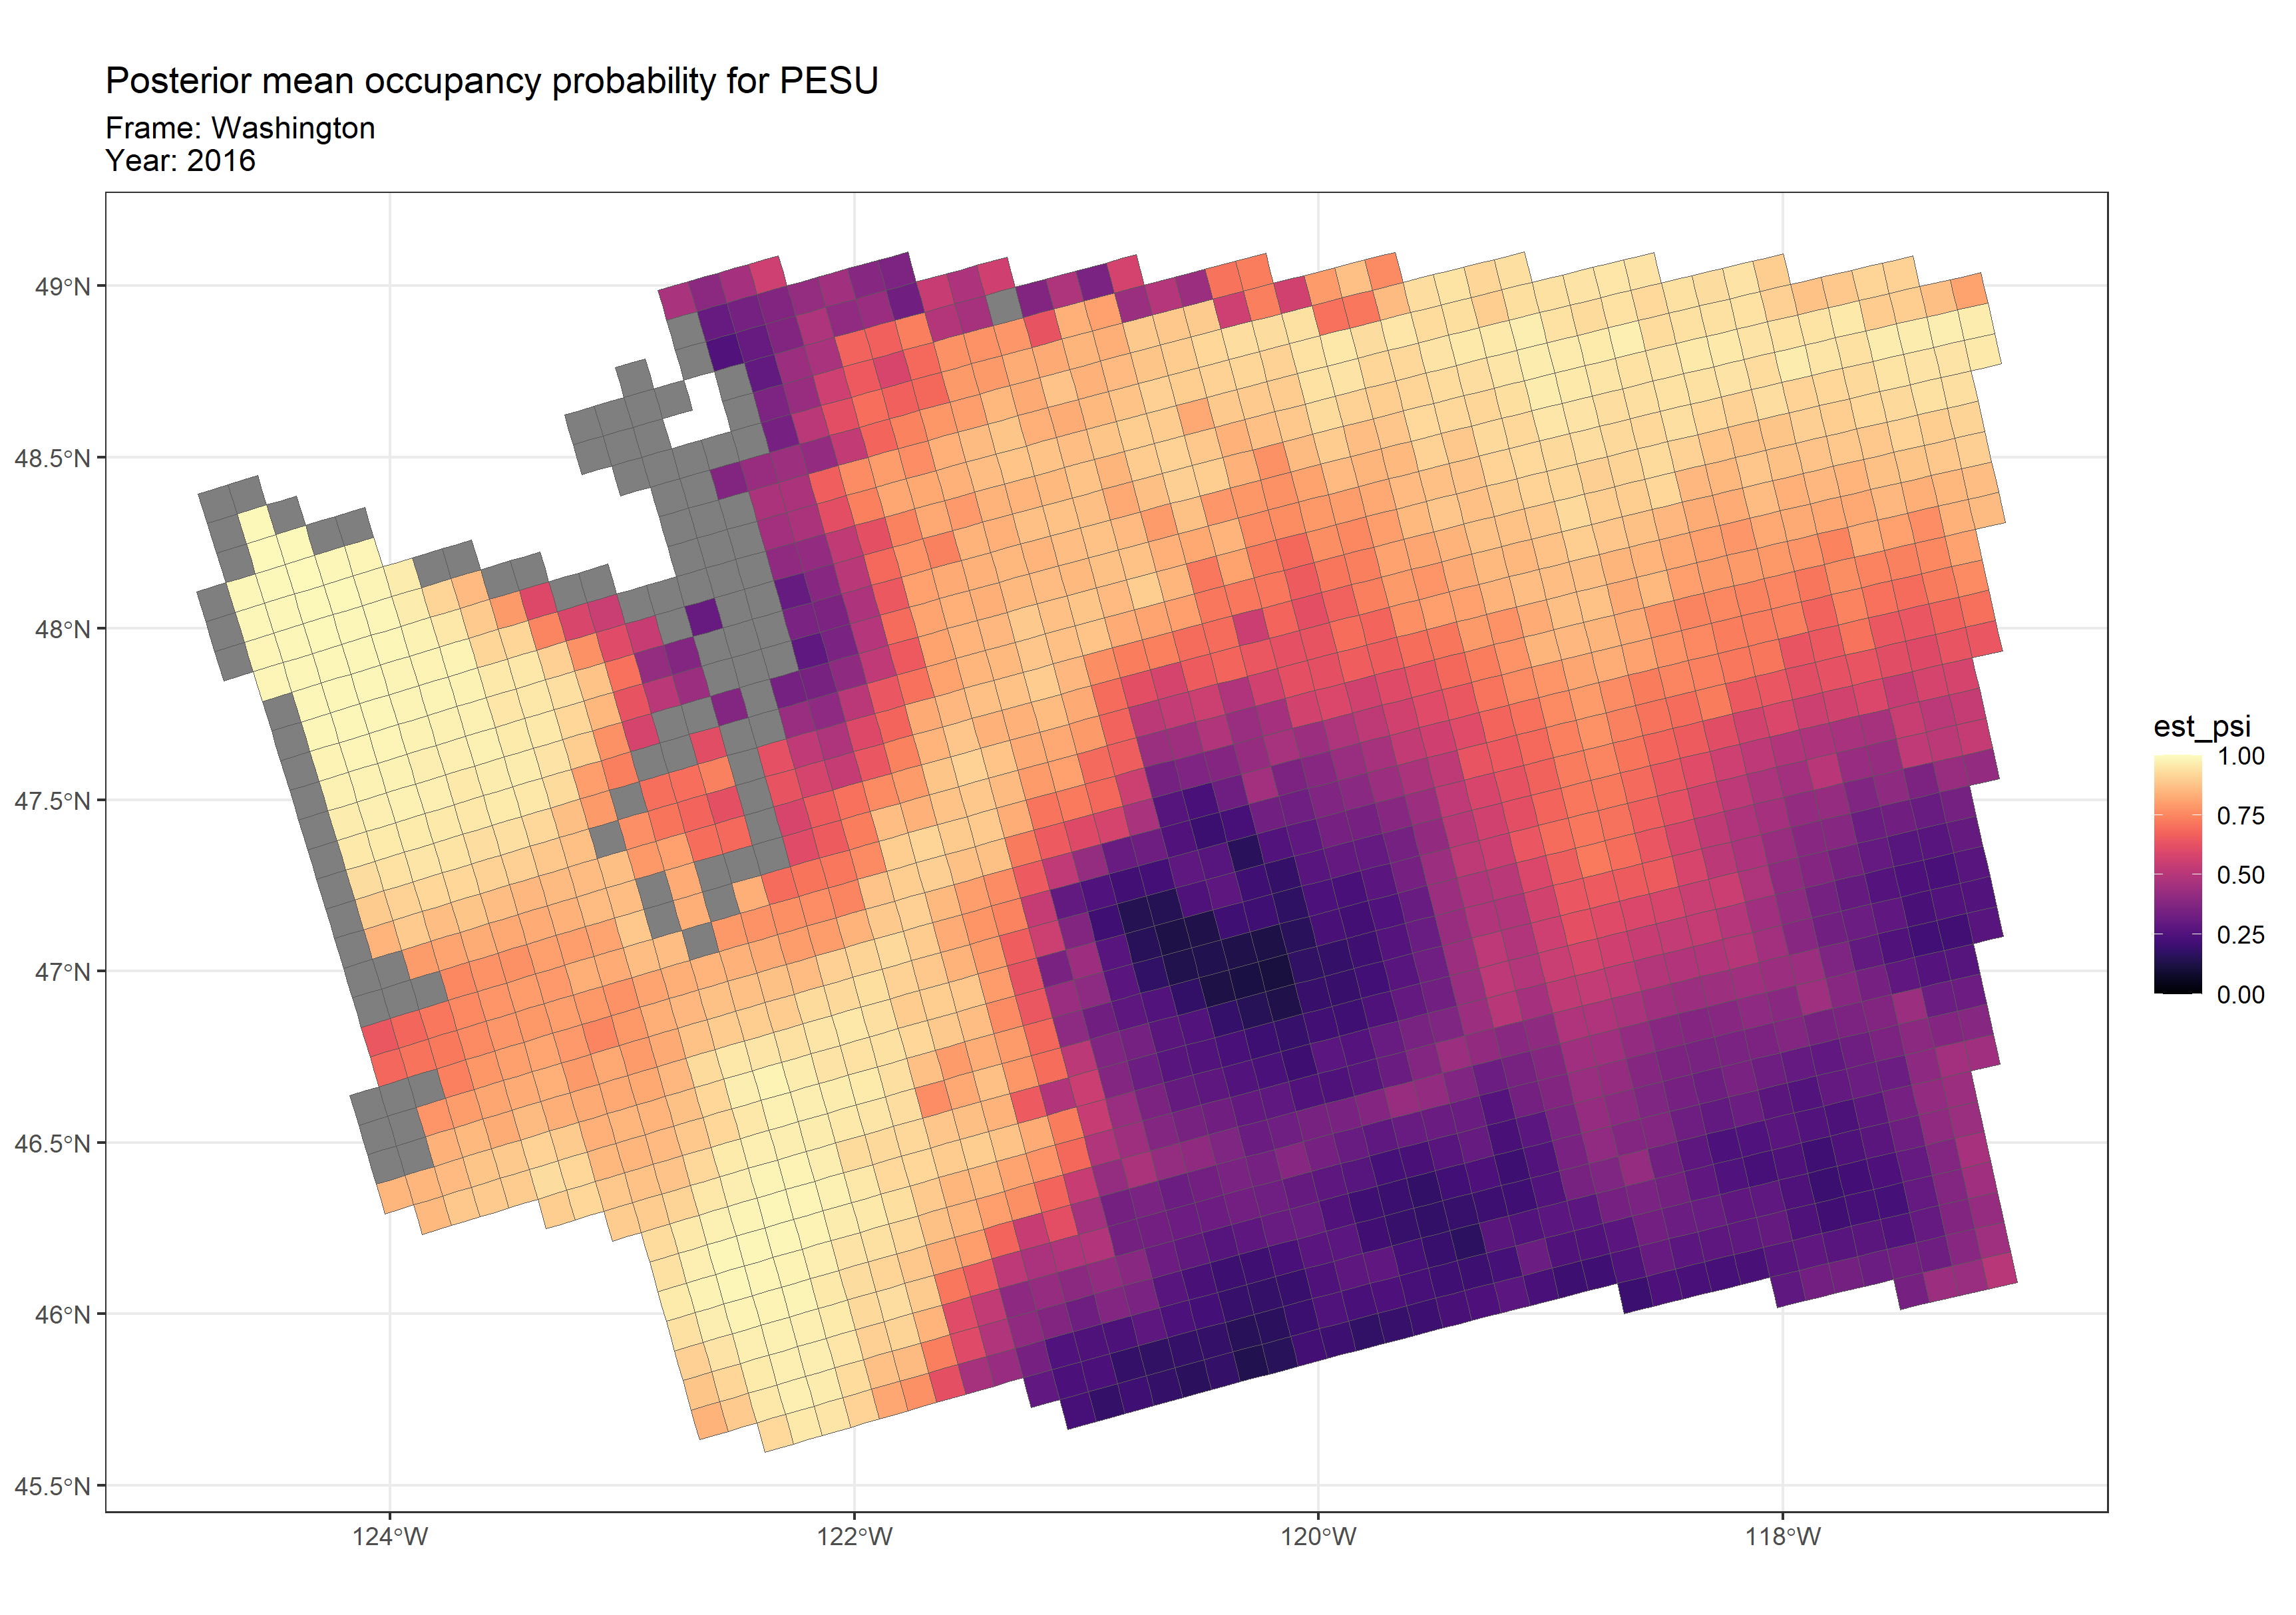 Posterior mean occupancy probability for PESU
Frame: Washington
Year: 2016
49°N
48.5°N
48°N
47.5°N
47°N
46.5°N
46°N
45.5°N
124°W
122°W
120°W
118°W
est_psi
1.00
0.75
0.50
0.25
0.00